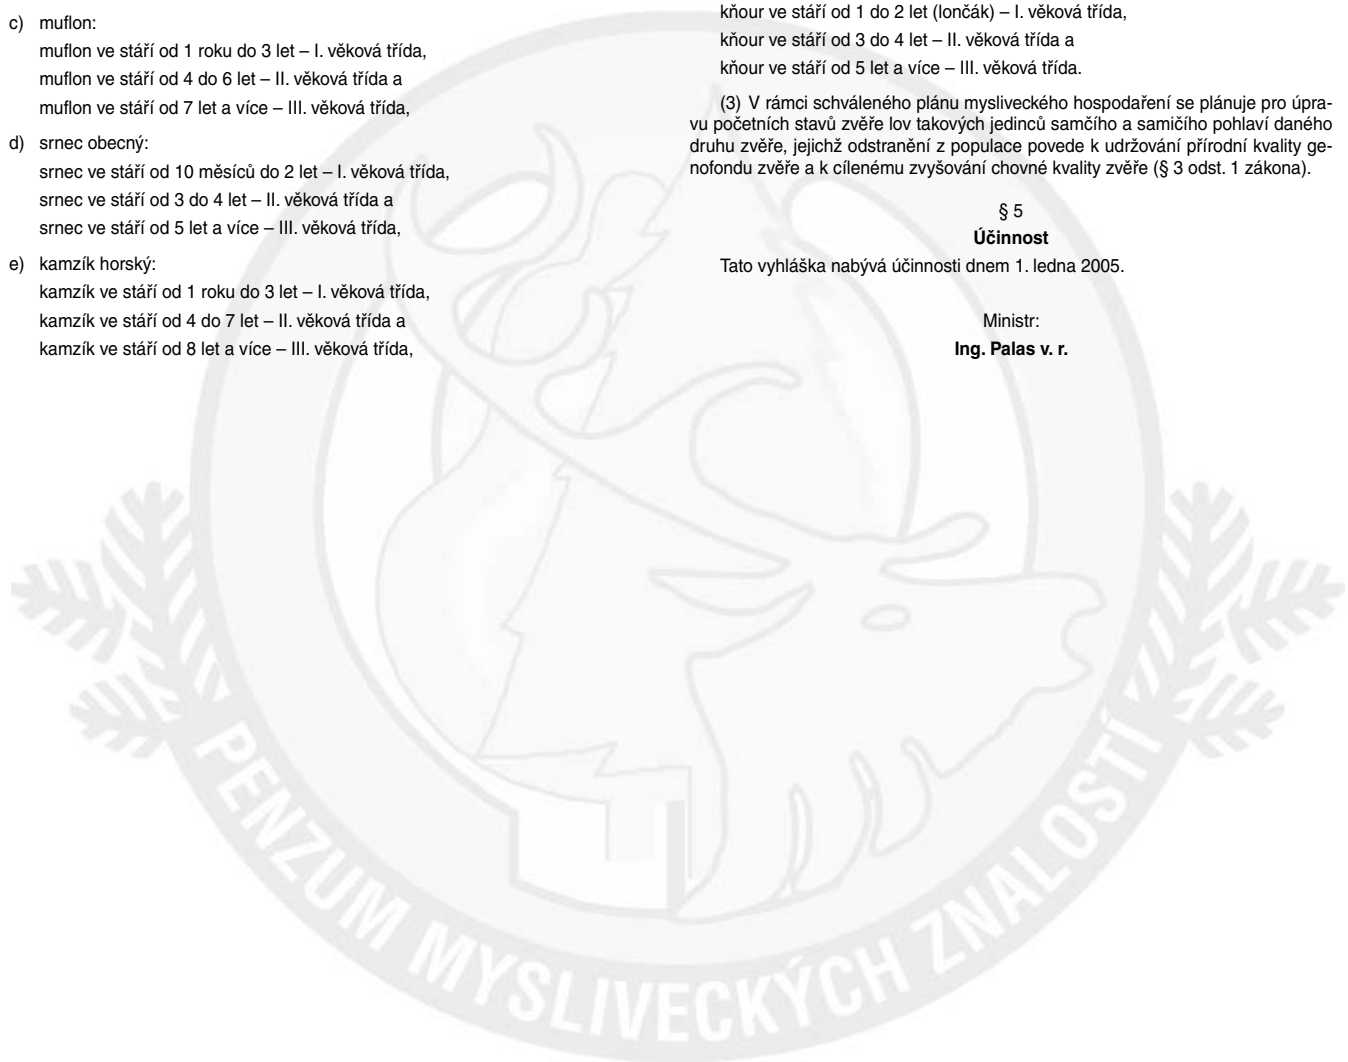 c) muflon:
muflon ve stáří od 1 roku do 3 let – I. věková třída,
muflon ve stáří od 4 do 6 let – II. věková třída a
muflon ve stáří od 7 let a více – III. věková třída,
d) srnec obecný:
srnec ve stáří od 10 měsíců do 2 let – I. věková třída,
srnec ve stáří od 3 do 4 let – II. věková třída a
srnec ve stáří od 5 let a více – III. věková třída,
e) kamzík horský:
kamzík ve stáří od 1 roku do 3 let – I. věková třída,
kamzík ve stáří od 4 do 7 let – II. věková třída a
kamzík ve stáří od 8 let a více – III. věková třída,
kňour ve stáří od 1 do 2 let (lončák) – I. věková třída,
kňour ve stáří od 3 do 4 let – II. věková třída a
kňour ve stáří od 5 let a více – III. věková třída.
(3) V rámci schváleného plánu mysliveckého hospodaření se plánuje pro úpra-
vu početních stavů zvěře lov takových jedinců samčího a samičího pohlaví daného
druhu zvěře, jejichž odstranění z populace povede k udržování přírodní kvality ge-
nofondu zvěře a k cílenému zvyšování chovné kvality zvěře (§ 3 odst. 1 zákona).
§ 5
Účinnost
Tato vyhláška nabývá účinnosti dnem 1. ledna 2005.
Ministr:
Ing. Palas v. r.
PENZUM MYSLIVECKÝCH ZNALOSTÍ